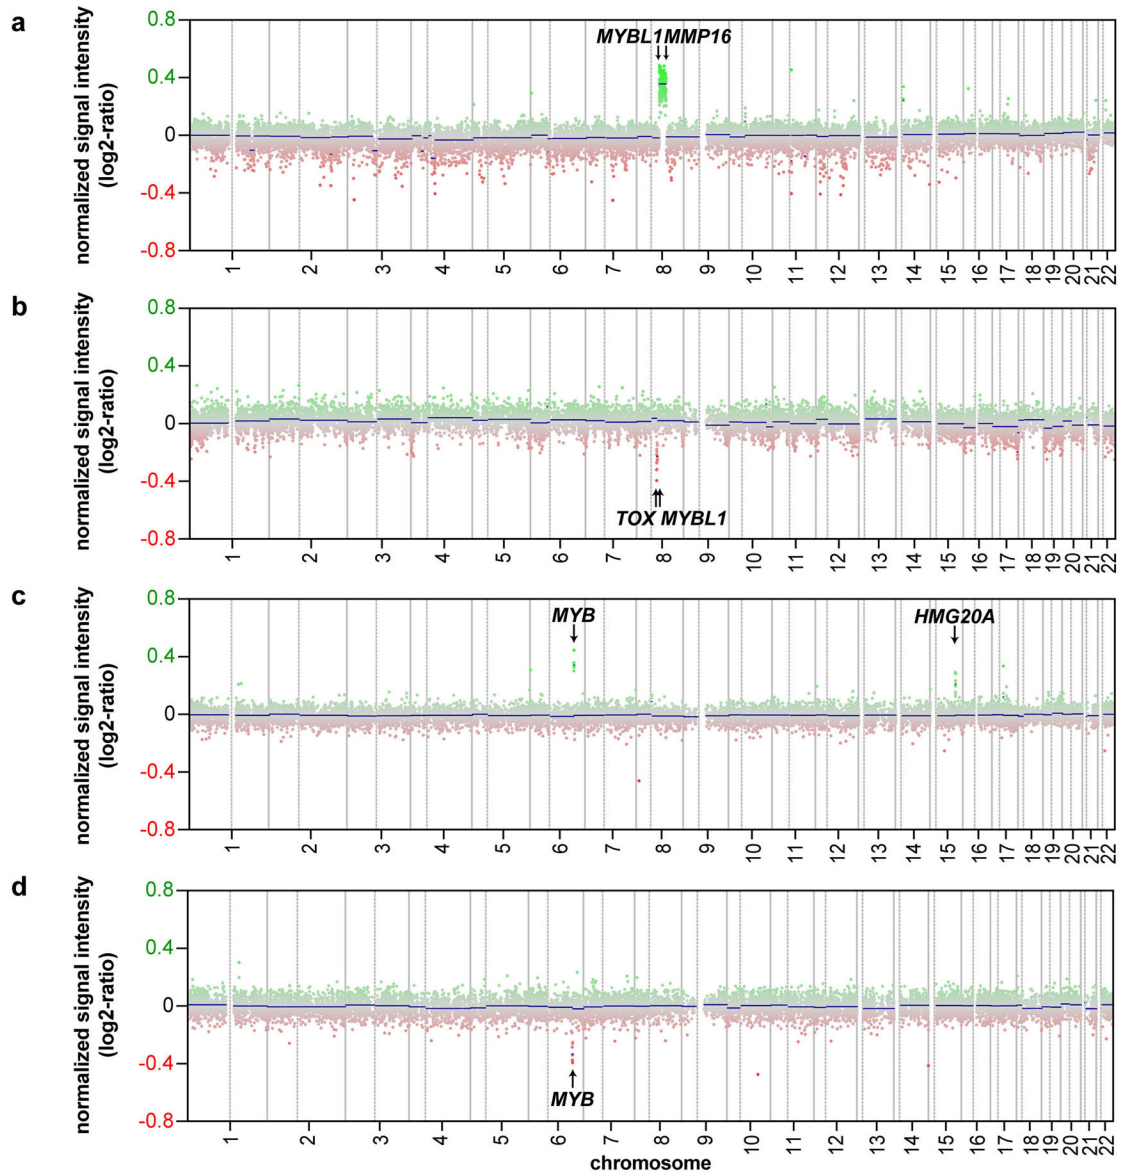 a
normalized signal intensity
(log2-ratio)
0.8
0.4
0
-0.4
-0.8
MYBL1 MMP16
1 2 3 4 5 6 7 8 9 10 11 12 13 14 15 16 17 18 19 20 21 22
b
normalized signal intensity
(log2-ratio)
0.8
0.4
0
-0.4
-0.8
TOX MYBL1
1 2 3 4 5 6 7 8 9 10 11 12 13 14 15 16 17 18 19 20 21 22
c
normalized signal intensity
(log2-ratio)
0.8
0.4
0
-0.4
-0.8
MYB
HMG20A
1 2 3 4 5 6 7 8 9 10 11 12 13 14 15 16 17 18 19 20 21 22
d
normalized signal intensity
(log2-ratio)
0.8
0.4
0
-0.4
-0.8
MYB
1 2 3 4 5 6 7 8 9 10 11 12 13 14 15 16 17 18 19 20 21 22
chromosome